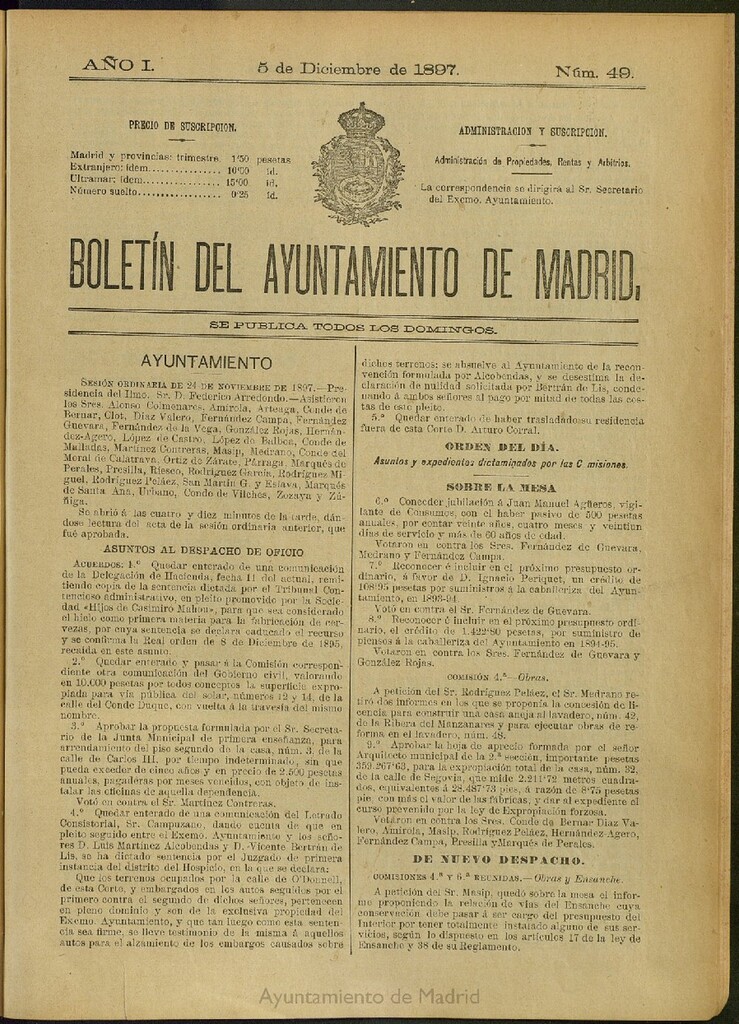 AÑO I.
5 de Diciembre de 1897.
Núm. 49.
PRECIO DE SUSCRIPCION.
Madrid y provincias: trimestre. 1'50 pesetas
Extranjero: idem............... 10'00 id.
Ultramar: idem................. 15'00 id.
Número suelto................. 0'25 id.
ADMINISTRACION Y SUSCRIPCION.
Administración de Propiedades, Rentas y Arbitrios.
La correspondencia se dirigirá al Sr. Secretario
del Excmo. Ayuntamiento.
BOLETÍN DEL AYUNTAMIENTO DE MADRID.
SE PUBLICA TODOS LOS DOMINGOS.
AYUNTAMIENTO
SESIÓN ORDINARIA DE 24 DE NOVIEMBRE DE 1897.—Pre-
sidencia del Ilmo. Sr. D. Federico Arredondo.—Asistieron
los Sres. Alonso Colmenares, Amírola, Arteaga, Conde de
Bernar, Clot, Díaz Valero, Fernández Campa, Fernández
Guevara, Fernández de la Vega, González Rojas, Hernán-
dez-Agero, López de Castro, López de Balboa, Conde de
Malladas, Martínez Contreras, Masip, Medrano, Conde del
Moral de Calatrava, Ortiz de Zárate, Párraga, Marqués de
Perales, Presilla, Riesco, Rodríguez García, Rodríguez Mi-
guel, Rodríguez Peláez, San Martín G. y Eslava, Marqués
de Santa Ana, Urbano, Conde de Vilches, Zozaya y Zú-
ñiga.
Se abrió á las cuatro y diez minutos de la tarde, dán-
dose lectura del acta de la sesión ordinaria anterior, que
fué aprobada.
ASUNTOS AL DESPACHO DE OFICIO
ACUERDOS: 1.º Quedar enterado de una comunicación
de la Delegación de Hacienda, fecha 11 del actual, remi-
tiendo copia de la sentencia dictada por el Tribunal Con-
tencioso administrativo, en pleito promovido por la Socie-
dad «Hijos de Casimiro Mahou», para que sea considerado
el hielo como primera materia para la fabricación de cer-
vezas, por cuya sentencia se declara caducado el recurso
y se confirma la Real orden de 8 de Diciembre de 1895,
recaída en este asunto.
2.º Quedar enterado y pasar á la Comisión correspon-
diente otra comunicación del Gobierno civil, valorando
en 10.000 pesetas por todos conceptos la superficie expro-
piada para vía pública del solar, números 12 y 14, de la
calle del Conde Duque, con vuelta á la travesía del mismo
nombre.
3.º Aprobar la propuesta formulada por el Sr. Secreta-
rio de la Junta Municipal de primera enseñanza, para
arrendamiento del piso segundo de la casa, núm. 3, de la
calle de Carlos III, por tiempo indeterminado, sin que
pueda exceder de cinco años y en precio de 2.500 pesetas
anuales, pagaderas por meses vencidos, con objeto de ins-
talar las oficinas de aquella dependencia.
Votó en contra el Sr. Martínez Contreras.
4.º Quedar enterado de una comunicación del Letrado
Consistorial, Sr. Campuzano, dando cuenta de que en
pleito seguido entre el Excmo. Ayuntamiento y los seño-
res D. Luis Martínez Alcobendas y D. Vicente Bertrán de
Lis, se ha dictado sentencia por el Juzgado de primera
instancia del distrito del Hospicio, en la que se declara:
Que los terrenos ocupados por la calle de O'Donnell,
de esta Corte, y embargados en los autos seguidos por el
primero contra el segundo de dichos señores, pertenecen
en pleno dominio y son de la exclusiva propiedad del
Excmo. Ayuntamiento, y que tan luego como esta senten-
cia sea firme, se lleve testimonio de la misma á aquellos
autos para el alzamiento de los embargos causados sobre
dichos terrenos: se absuelve al Ayuntamiento de la recon-
vención formulada por Alcobendas, y se desestima la de-
claración de nulidad solicitada por Bertrán de Lis, conde-
nando á ambos señores al pago por mitad de todas las cos-
tas de este pleito.
5.º Quedar enterado de haber trasladado su residencia
fuera de esta Corte D. Arturo Corral.
ORDEN DEL DÍA.
Asuntos y expedientes dictaminados por las C misiones.
SOBRE LA MESA
6.º Conceder jubilación á Juan Manuel Agüeros, vigi-
lante de Consumos, con el haber pasivo de 500 pesetas
anuales, por contar veinte años, cuatro meses y veintiun
días de servicio y más de 60 años de edad.
Votaron en contra los Sres. Fernández de Guevara,
Medrano y Fernández Campa.
7.º Reconocer é incluir en el próximo presupuesto or-
dinario, á favor de D. Ignacio Periquet, un crédito de
108'95 pesetas por suministros á la caballeriza del Ayun-
tamiento, en 1893-94.
Votó en contra el Sr. Fernández de Guevara.
8.º Reconocer é incluir en el próximo presupuesto ordi-
nario, el crédito de 1.422'80 pesetas, por suministro de
piensos á la caballeriza del Ayuntamiento en 1894-95.
Votaron en contra los Sres. Fernández de Guevara y
González Rojas.
COMISIÓN 4.ª—Obras.
A petición del Sr. Rodríguez Peláez, el Sr. Medrano re-
tiró dos informes en los que se proponía la concesión de li-
cencia para construir una casa aneja al lavadero, núm. 42,
de la Ribera del Manzanares y para ejecutar obras de re-
forma en el lavadero, núm. 48.
9.º Aprobar la hoja de aprecio formada por el señor
Arquitecto municipal de la 2.ª sección, importante pesetas
359.267'63, para la expropiación total de la casa, núm. 32,
de la calle de Segovia, que mide 2.211'72 metros cuadra-
dos, equivalentes á 28.487'73 pies, á razón de 8'75 pesetas
pie, con más el valor de las fábricas, y dar al expediente el
curso prevenido por la ley de Expropiación forzosa.
Votaron en contra los Sres. Conde de Bernar Díaz Va-
lero, Amírola, Masip, Rodríguez Peláez, Hernández-Agero,
Fernández Campa, Presilla y Marqués de Perales.
DE NUEVO DESPACHO.
COMISIONES 4.ª Y 6.ª REUNIDAS.—Obras y Ensanche.
A petición del Sr. Masip, quedó sobre la mesa el infor-
me proponiendo la relación de vías del Ensanche cuya
conservación debe pasar á ser cargo del presupuesto del
Interior por tener totalmente instalado alguno de sus ser-
vicios, según lo dispuesto en los artículos 17 de la ley de
Ensanche y 38 de su Reglamento.
Ayuntamiento de Madrid